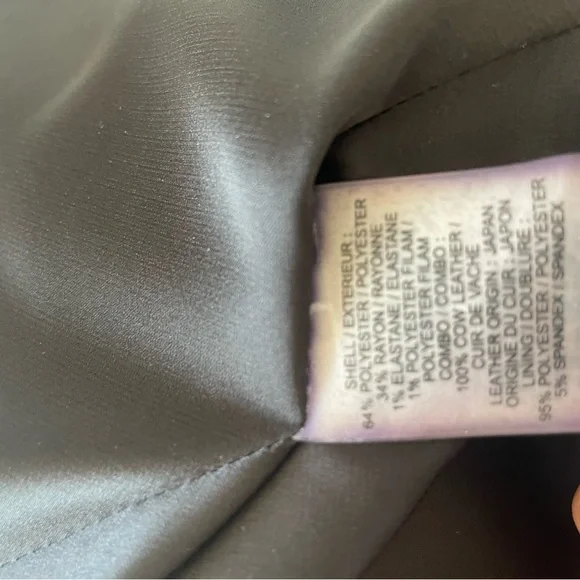 SHELL / EXTERIEUR :
64% POLYESTER / POLYESTER
34% RAYON / RAYONNE
1% ELASTANE / ELASTANE
1% POLYESTER FILAM /
POLYESTER FILAM
COMBO / COMBO :
100% COW LEATHER /
CUIR DE VACHE
LEATHER ORIGIN : JAPAN
ORIGINE DU CUIR : JAPON
LINING / DOUBLURE :
95% POLYESTER / POLYESTER
5% SPANDEX / SPANDEX